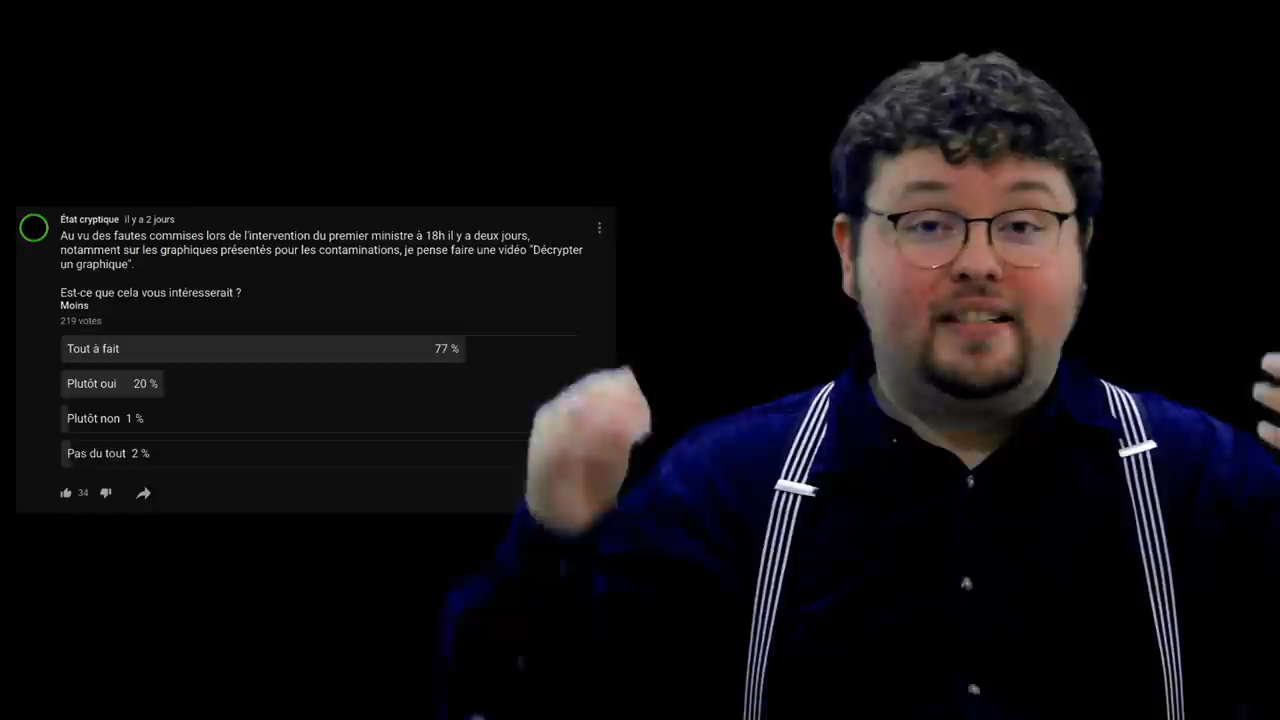 État cryptique il y a 2 jours
Au vu des fautes commises lors de l'intervention du premier ministre à 18h il y a deux jours,
notamment sur les graphiques présentés pour les contaminations, je pense faire une vidéo "Décrypter
un graphique".
Est-ce que cela vous intéresserait ?
Moins
219 votes
Tout à fait 77 %
Plutôt oui 20 %
Plutôt non 1 %
Pas du tout 2 %
34